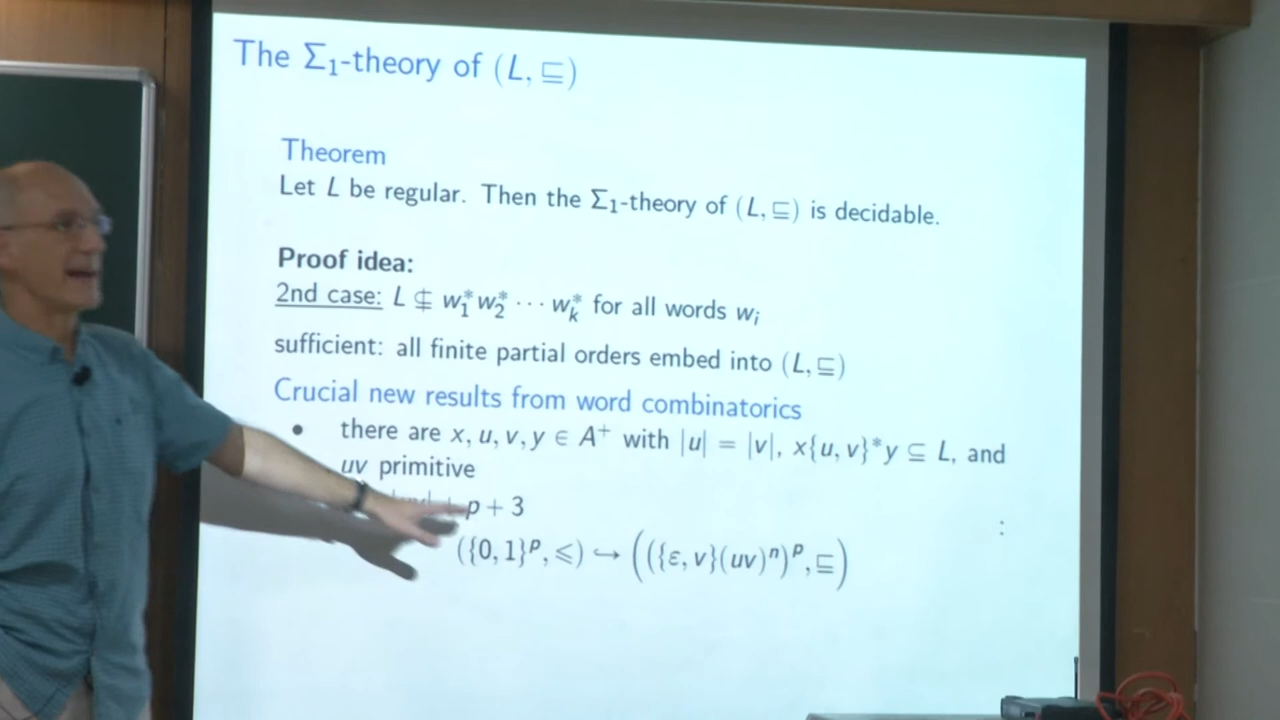 The Σ₁-theory of (L, ⊑)
Theorem
Let L be regular. Then the Σ₁-theory of (L, ⊑) is decidable.
Proof idea:
2nd case: L ⊈ w₁*w₂* ⋯ wₖ* for all words wᵢ
sufficient: all finite partial orders embed into (L, ⊑)
Crucial new results from word combinatorics
• there are x, u, v, y ∈ A⁺ with |u| = |v|, x{u, v}*y ⊆ L, and
uv primitive
p + 3
({0, 1}ᵖ, ⩽) ↪ (({ε, v}(uv)ⁿ)ᵖ, ⊑)
: